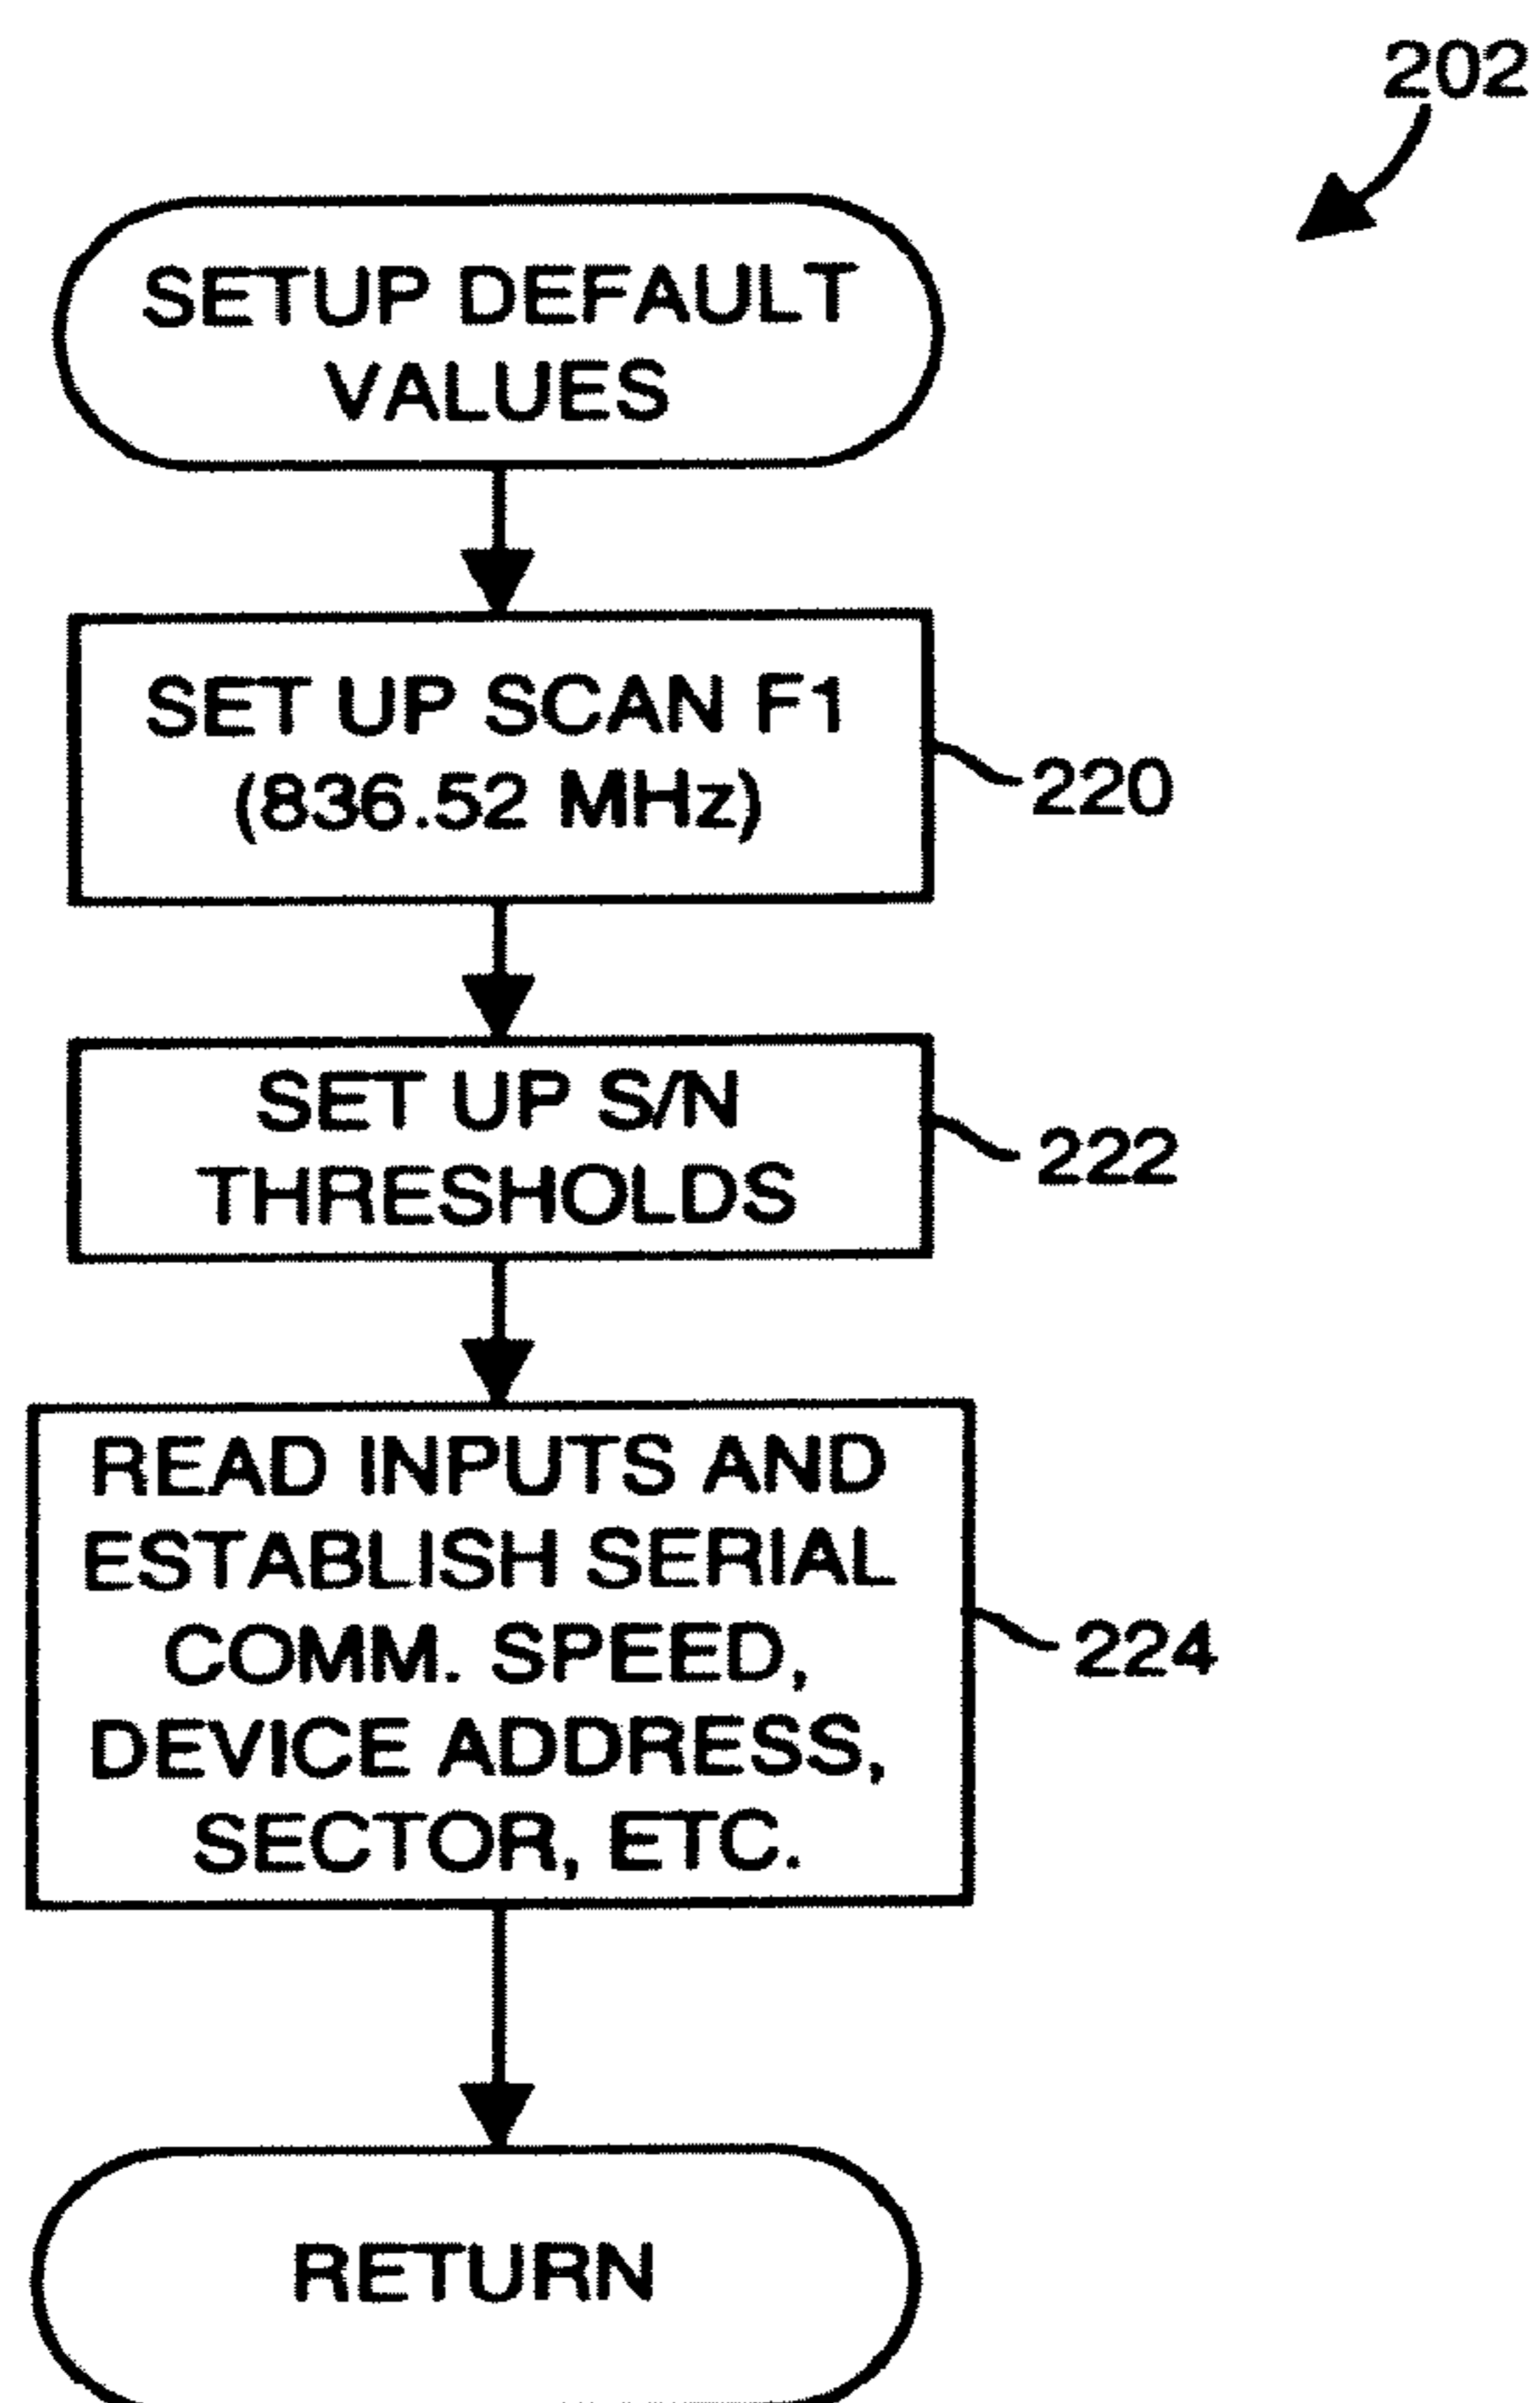 202
SETUP DEFAULT
VALUES
SET UP SCAN F1
(836.52 MHz)
220
SET UP S/N
THRESHOLDS
222
READ INPUTS AND
ESTABLISH SERIAL
COMM. SPEED,
DEVICE ADDRESS,
SECTOR, ETC.
224
RETURN